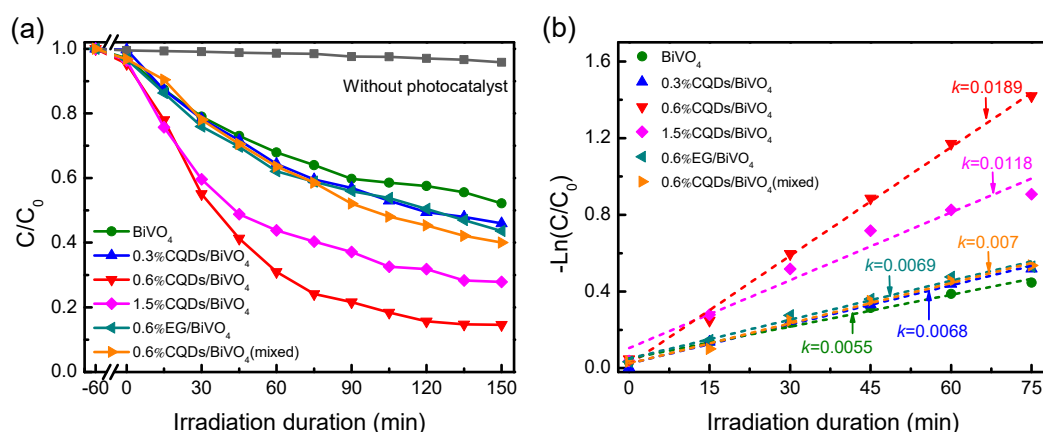 (a)
1.0
0.8
0.6
0.4
0.2
0.0
C/C₀
Without photocatalyst
BiVO₄
0.3%CQDs/BiVO₄
0.6%CQDs/BiVO₄
1.5%CQDs/BiVO₄
0.6%EG/BiVO₄
0.6%CQDs/BiVO₄(mixed)
-60 0 30 60 90 120 150
Irradiation duration (min)
(b)
1.6
1.2
0.8
0.4
0.0
-Ln(C/C₀)
BiVO₄
0.3%CQDs/BiVO₄
0.6%CQDs/BiVO₄
1.5%CQDs/BiVO₄
0.6%EG/BiVO₄
0.6%CQDs/BiVO₄(mixed)
k=0.0189
k=0.0118
k=0.007
k=0.0069
k=0.0068
k=0.0055
0 15 30 45 60 75
Irradiation duration (min)